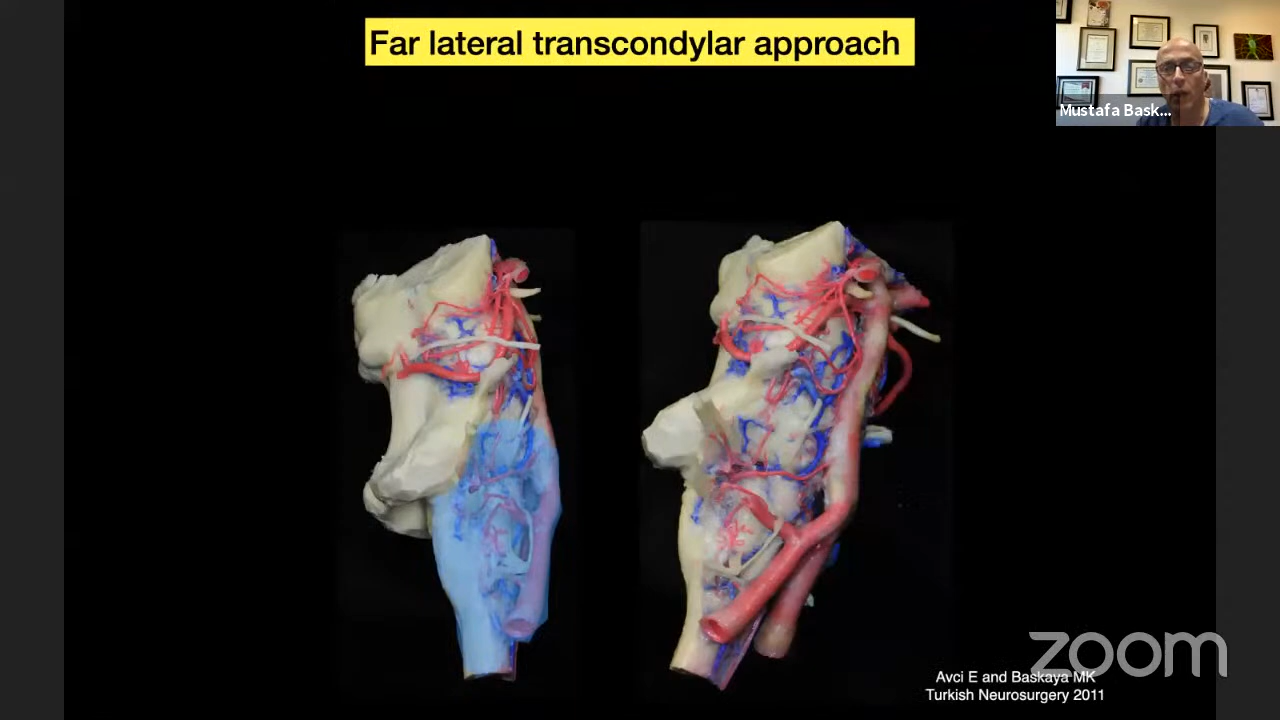 Far lateral transcondylar approach
Mustafa Bask...
zoom
Avci E and Baskaya MK
Turkish Neurosurgery 2011